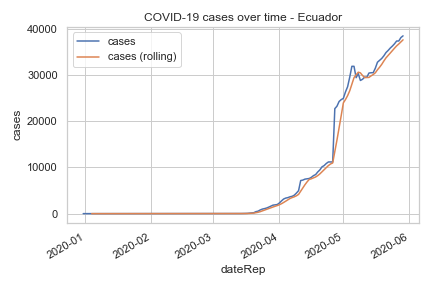 COVID-19 cases over time - Ecuador
cases
cases (rolling)
40000
30000
20000
10000
0
cases
2020-01
2020-02
2020-03
2020-04
2020-05
2020-06
dateRep